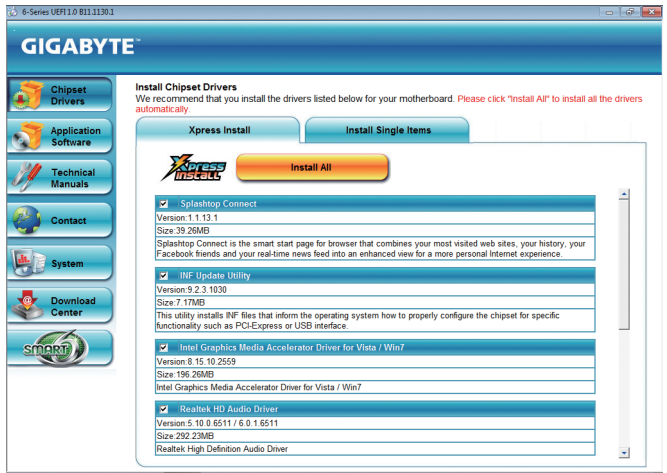 6-Series UEFI 1.0 B11.1130.1
GIGABYTE™
Chipset
Drivers
Application
Software
Technical
Manuals
Contact
System
Download
Center
SMART
Install Chipset Drivers
We recommend that you install the drivers listed below for your motherboard. Please click "Install All" to install all the drivers
automatically.
Xpress Install
Install Single Items
Xpress
Install
Install All
Splashtop Connect
Version:1.1.13.1
Size:39.26MB
Splashtop Connect is the smart start page for browser that combines your most visited web sites, your history, your
Facebook friends and your real-time news feed into an enhanced view for a more personal Internet experience.
INF Update Utility
Version:9.2.3.1030
Size:7.17MB
This utility installs INF files that inform the operating system how to properly configure the chipset for specific
functionality such as PCI-Express or USB interface.
Intel Graphics Media Accelerator Driver for Vista / Win7
Version:8.15.10.2559
Size:196.26MB
Intel Graphics Media Accelerator Driver for Vista / Win7
Realtek HD Audio Driver
Version:5.10.0.6511 / 6.0.1.6511
Size:292.23MB
Realtek High Definition Audio Driver